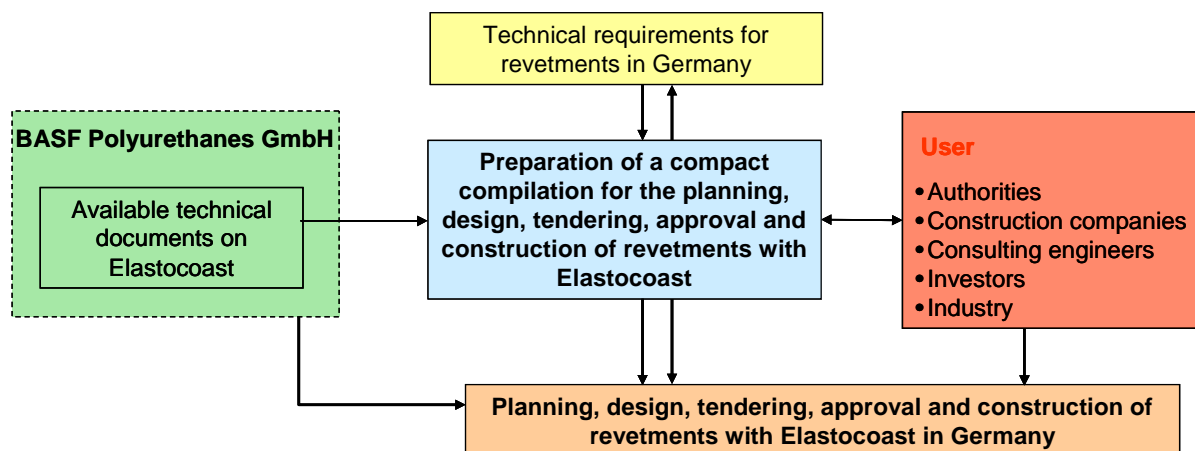 Technical requirements for
revetments in Germany
BASF Polyurethanes GmbH
Available technical
documents on
Elastocoast
Preparation of a compact
compilation for the planning,
design, tendering, approval and
construction of revetments with
Elastocoast
User
•Authorities
•Construction companies
•Consulting engineers
•Investors
•Industry
Planning, design, tendering, approval and construction of
revetments with Elastocoast in Germany